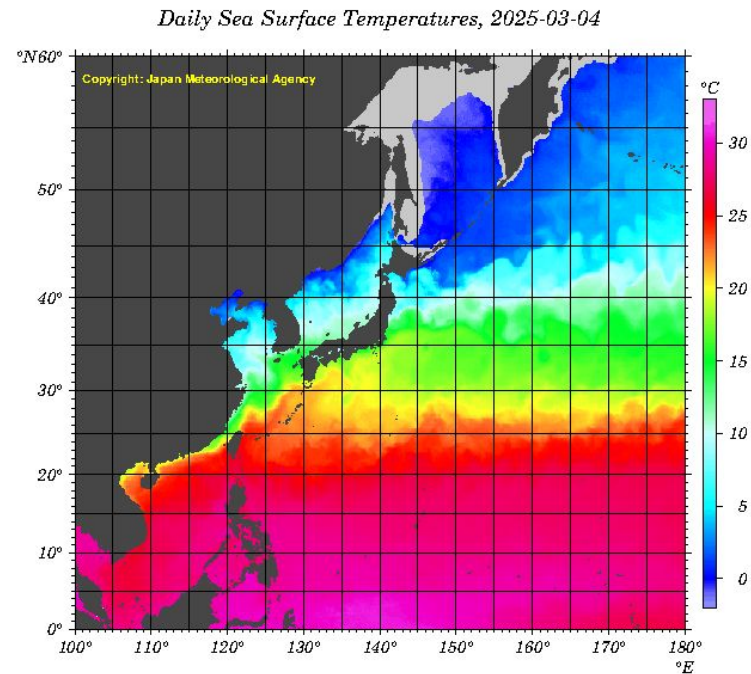 Daily Sea Surface Temperatures, 2025-03-04
°N60°
Copyright: Japan Meteorological Agency
°C
30
50°
25
20
40°
15
30°
10
20°
5
10°
0
0°
100° 110° 120° 130° 140° 150° 160° 170° 180°
°E